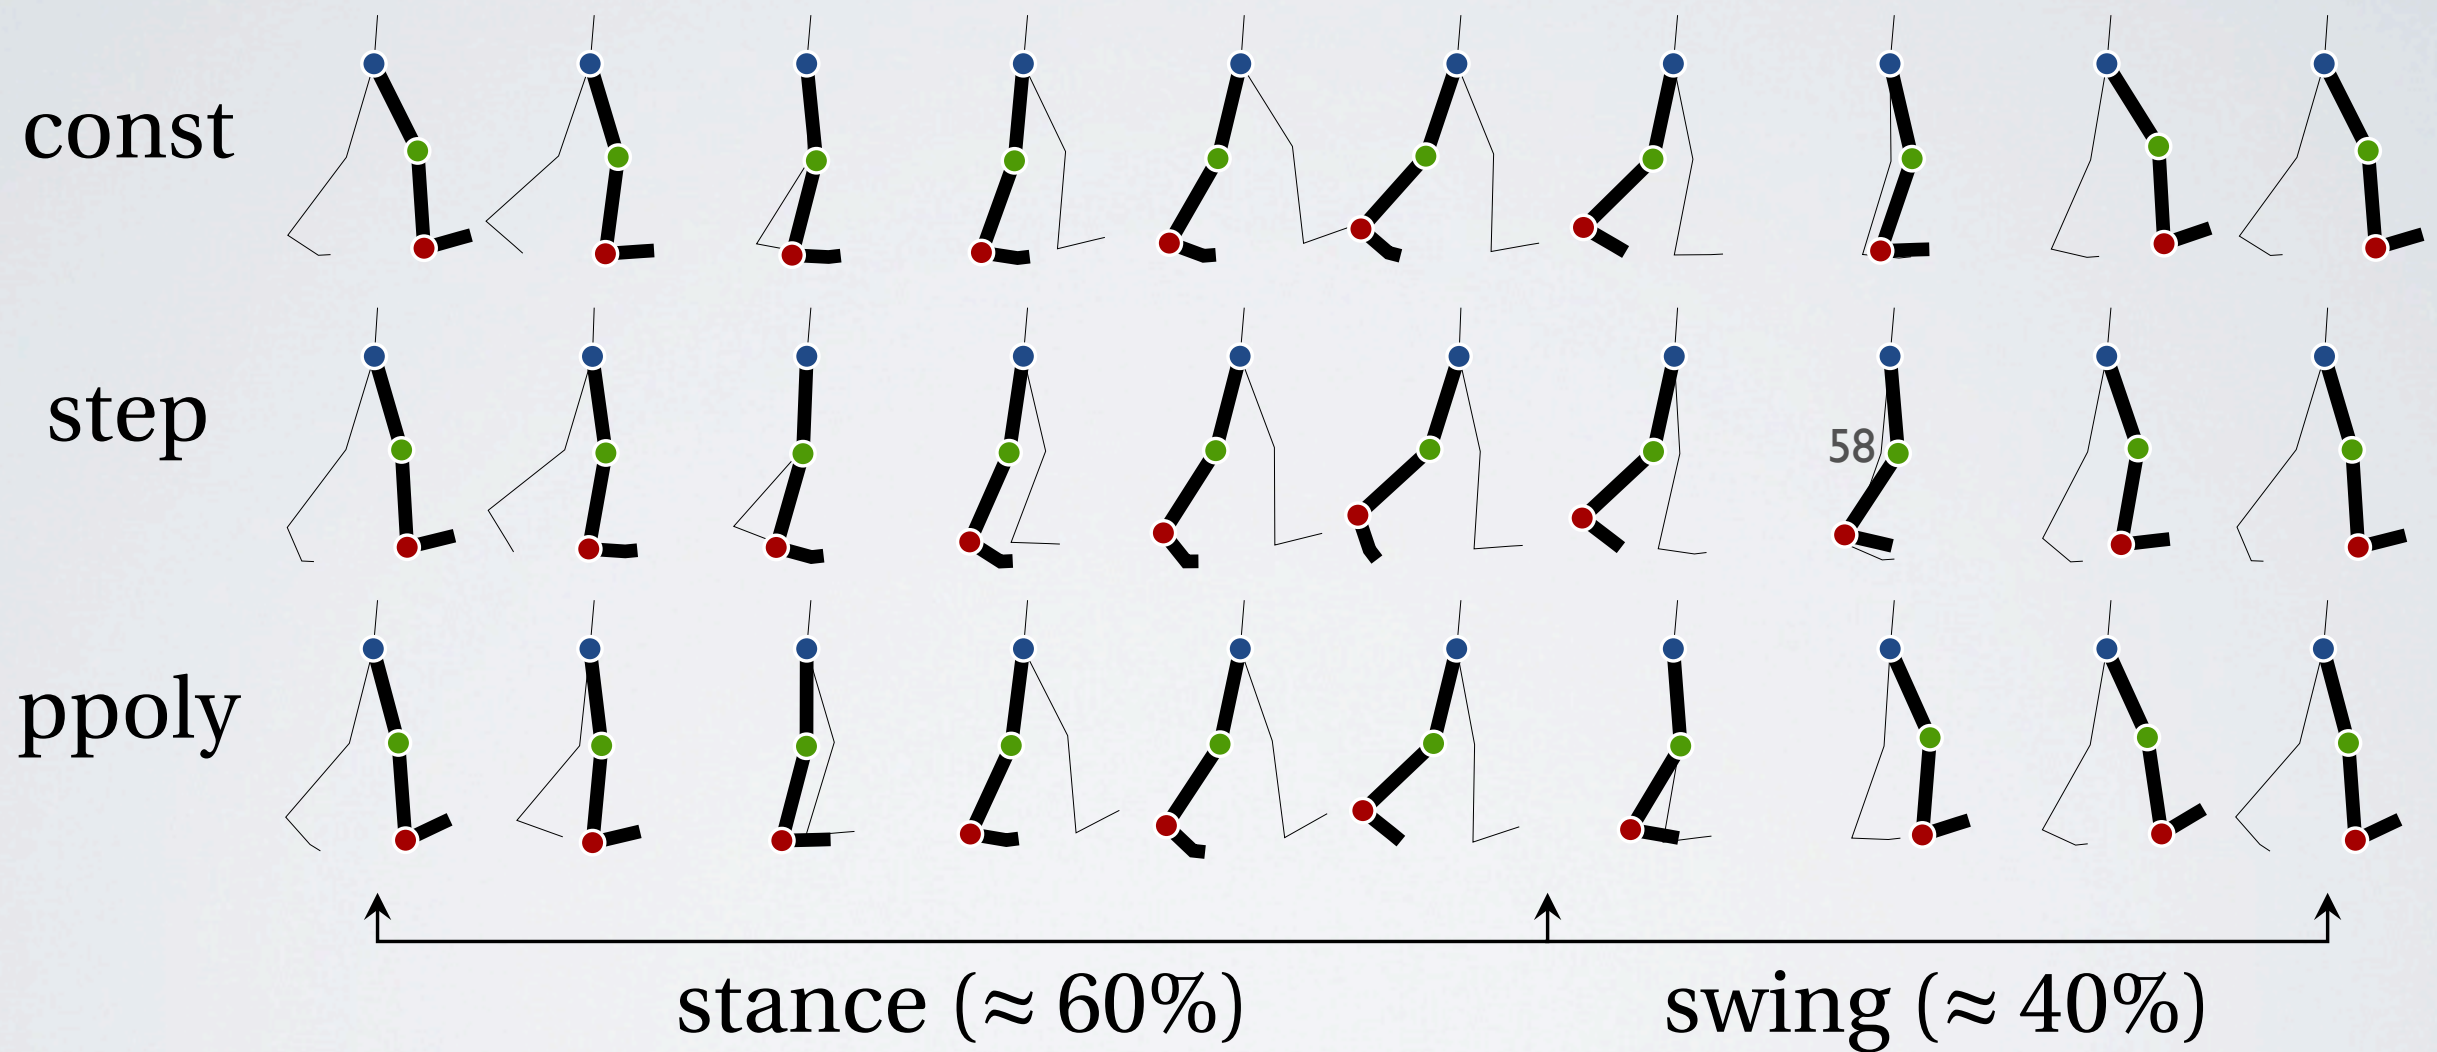 const
step
58
ppoly
stance (≈ 60%)
swing (≈ 40%)